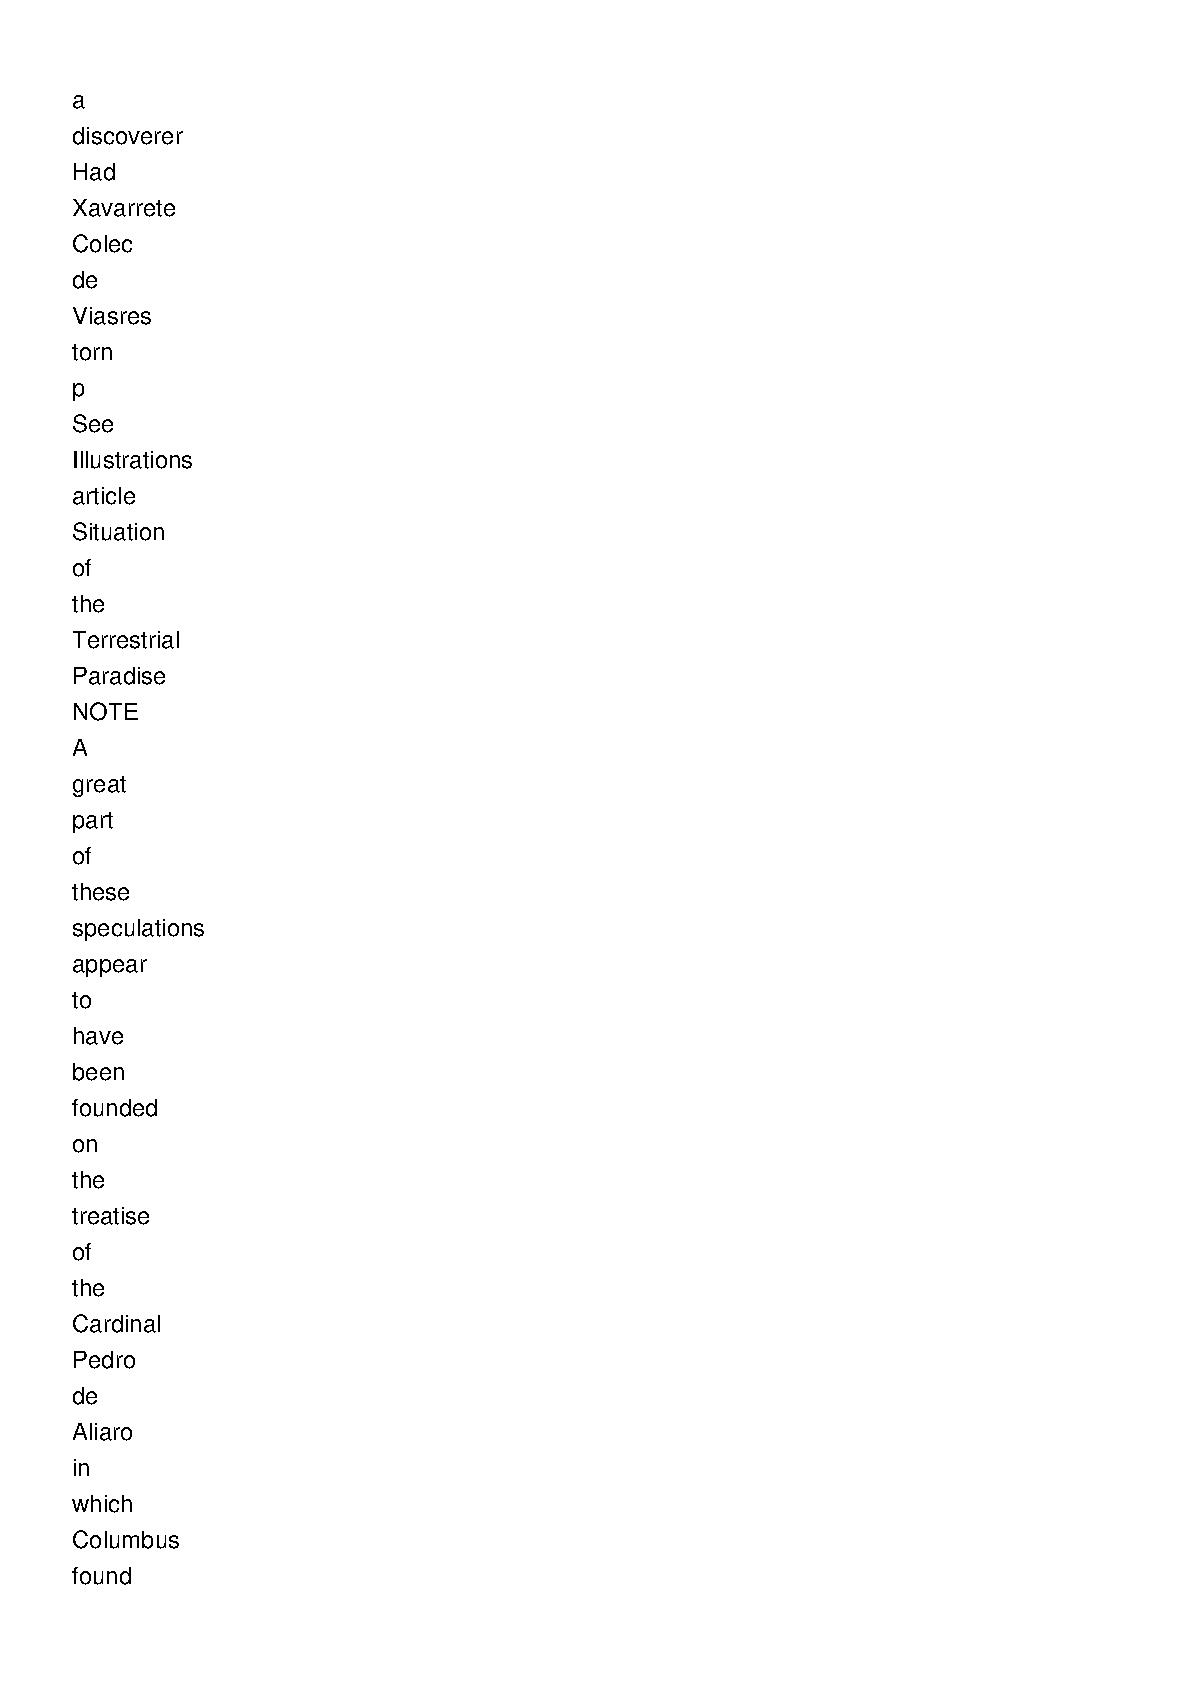 a
discoverer
Had
Xavarrete
Colec
de
Viasres
torn
p
See
Illustrations
article
Situation
of
the
Terrestrial
Paradise
NOTE
A
great
part
of
these
speculations
appear
to
have
been
founded
on
the
treatise
of
the
Cardinal
Pedro
de
Aliaro
in
which
Columbus
found